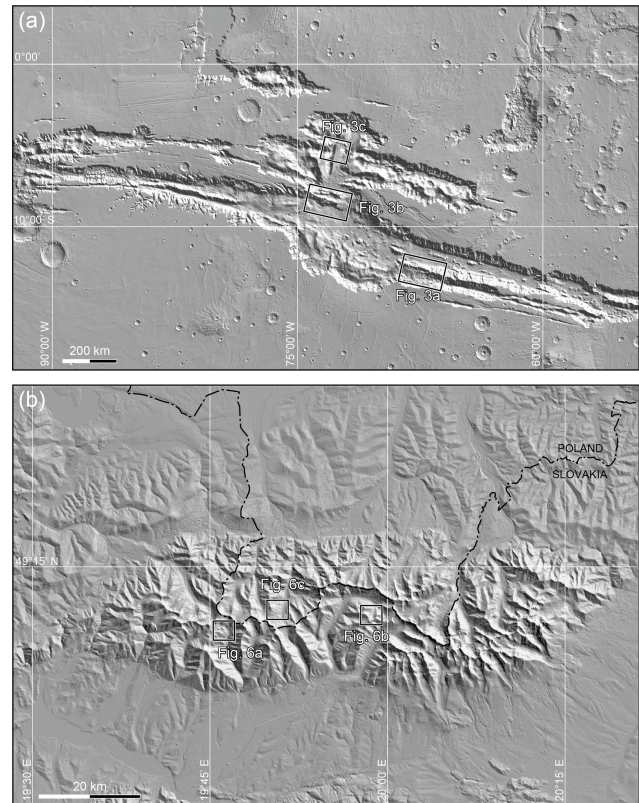 (a)
0°00'
Fig. 3c
Fig. 3b
10°00' S
Fig. 3a
90°00' W
75°00' W
60°00' W
200 km
(b)
POLAND
SLOVAKIA
49°15' N
Fig. 6c
Fig. 6b
Fig. 6a
19°30' E
19°45' E
20°00' E
20°15' E
20 km